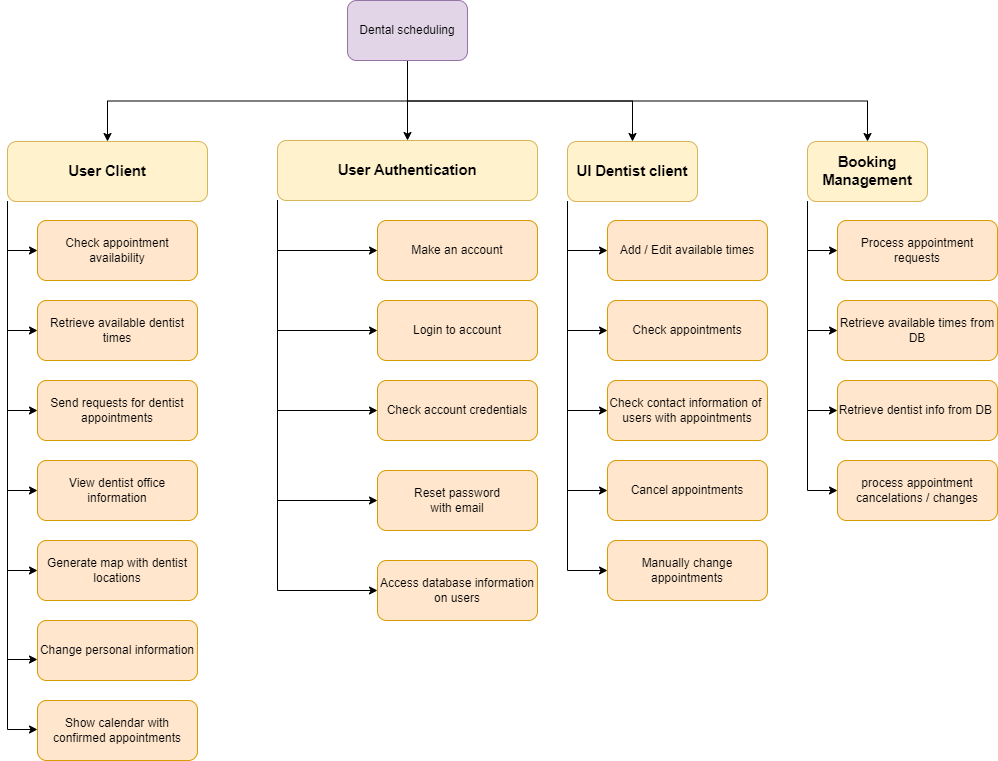 Dental scheduling
User Client
Check appointment
availability
Retrieve available dentist
times
Send requests for dentist
appointments
View dentist office
information
Generate map with dentist
locations
Change personal information
Show calendar with
confirmed appointments
User Authentication
Make an account
Login to account
Check account credentials
Reset password
with email
Access database information
on users
UI Dentist client
Add / Edit available times
Check appointments
Check contact information of
users with appointments
Cancel appointments
Manually change
appointments
Booking
Management
Process appointment
requests
Retrieve available times from
DB
Retrieve dentist info from DB
process appointment
cancelations / changes